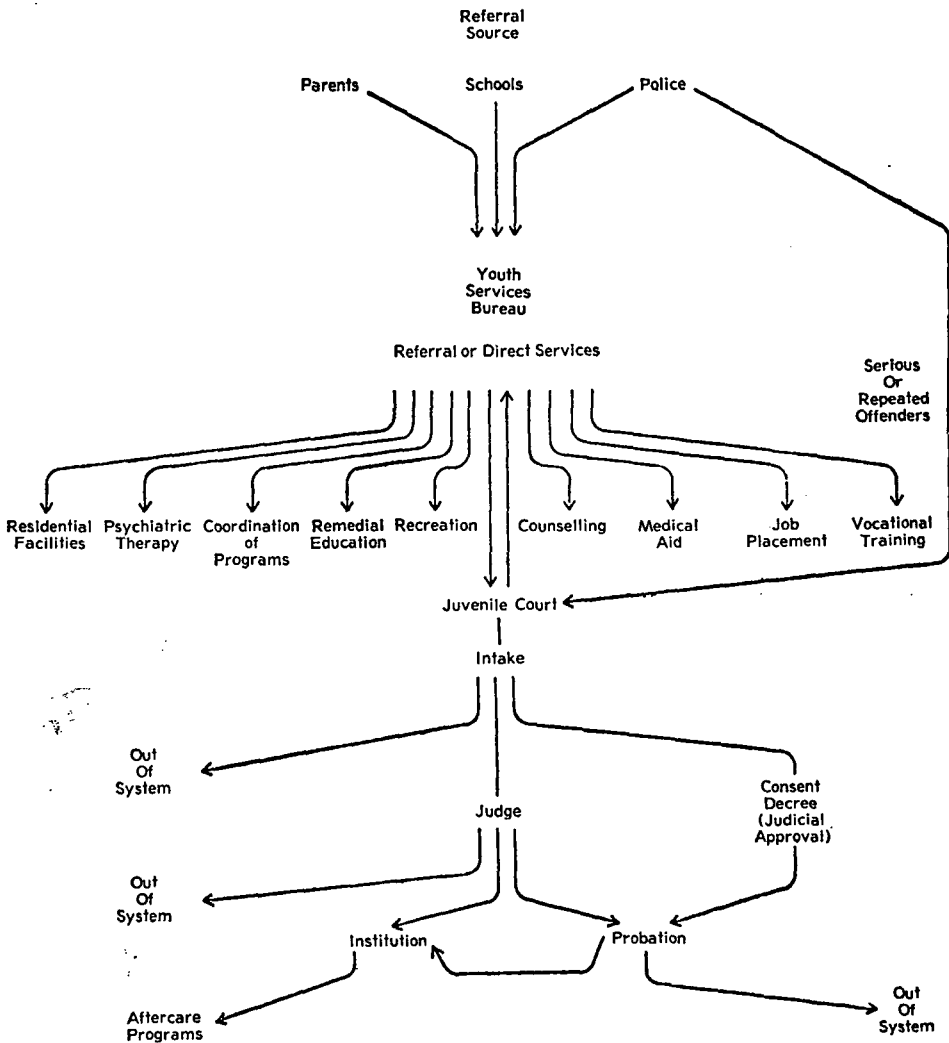 Referral
Source
Parents
Schools
Police
Youth
Services
Bureau
Referral or Direct Services
Serious
Or
Repeated
Offenders
Residential
Facilities
Psychiatric
Therapy
Coordination
of
Programs
Remedial
Education
Recreation
Counselling
Medical
Aid
Job
Placement
Vocational
Training
Juvenile Court
Intake
Out
Of
System
Judge
Consent
Decree
(Judicial
Approval)
Out
Of
System
Institution
Probation
Aftercare
Programs
Out
Of
System